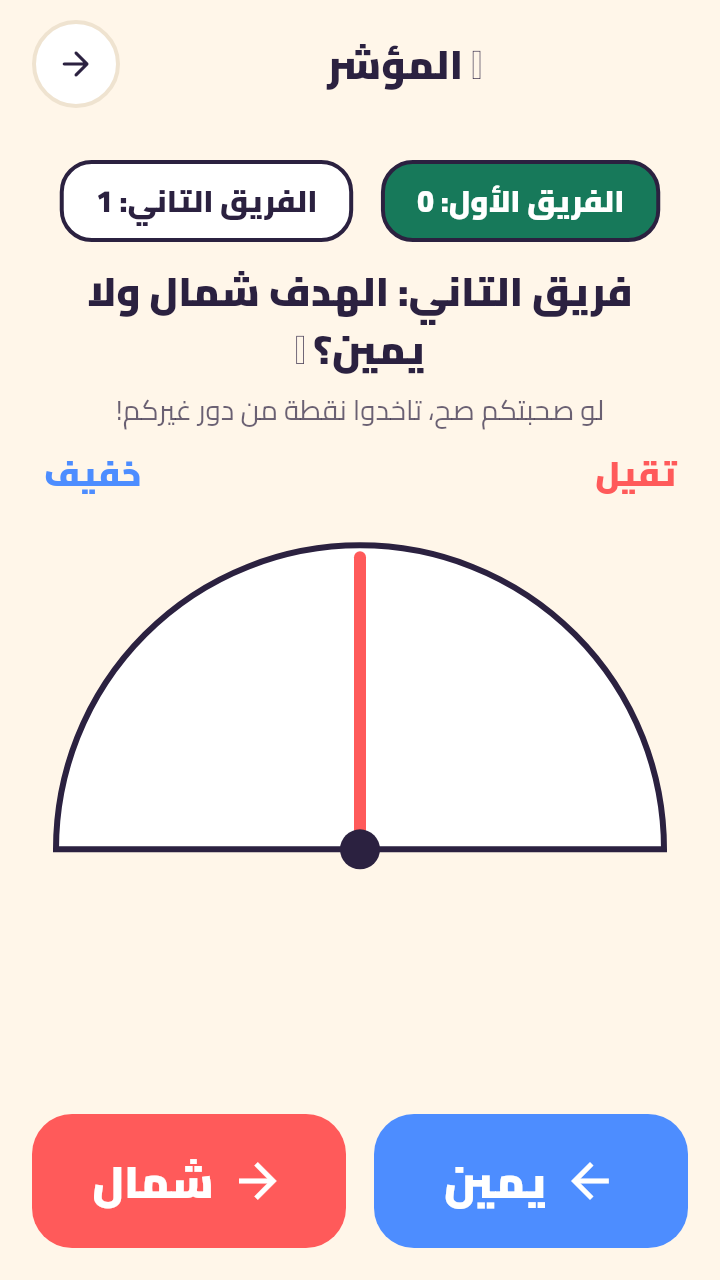 المؤشر
الفريق الأول: 0
الفريق التاني: 1
فريق التاني: الهدف شمال ولا
يمين؟
لو صحبتكم صح، تاخدوا نقطة من دور غيركم!
تقيل
خفيف
← يمين
→ شمال